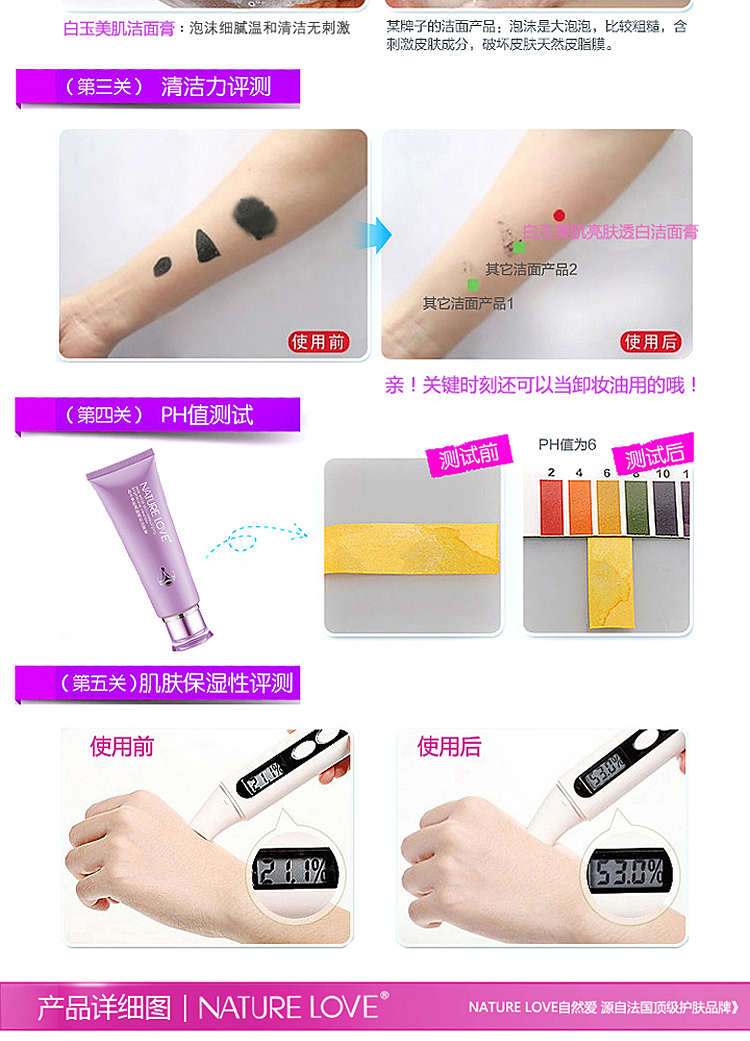 白玉美肌洁面膏：泡沫细腻温和清洁无刺激
某牌子的洁面产品：泡沫是大泡泡，比较粗糙，含
刺激皮肤成分，破坏皮肤天然皮脂膜。
（第三关） 清洁力评测
白玉美肌亮肤透白洁面膏
其它洁面产品2
其它洁面产品1
使用前
使用后
亲！关键时刻还可以当卸妆油用的哦！
（第四关） PH值测试
测试前
PH值为6
测试后
2 4 6 8 10 1
NATURE LOVE
（第五关）肌肤保湿性评测
使用前
21.1%
21.1%
使用后
53.0%
53.0%
产品详细图 | NATURE LOVE®
NATURE LOVE自然爱 源自法国顶级护肤品牌》